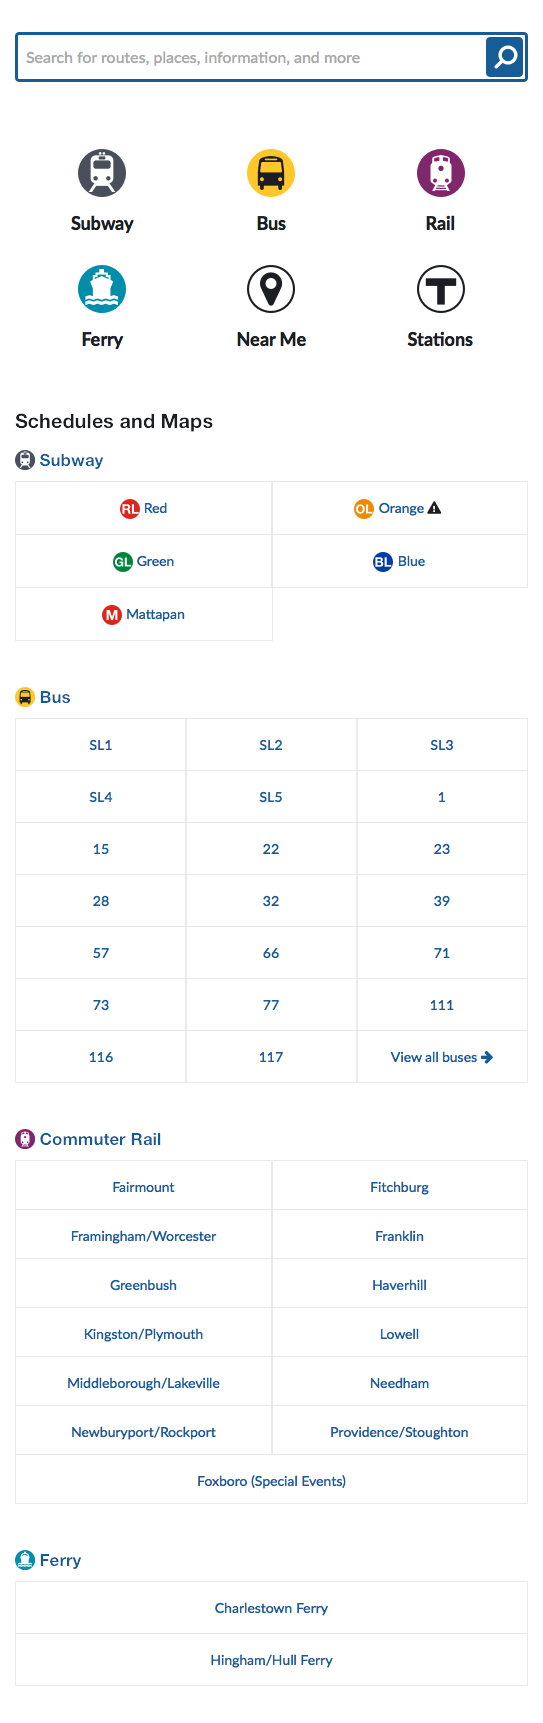 Search for routes, places, information, and more
Subway Bus Rail
T
Ferry Near Me Stations
Schedules and Maps
Subway
RL Red OL Orange
GL Green BL Blue
M Mattapan
Bus
SL1 SL2 SL3
SL4 SL5 1
15 22 23
28 32 39
57 66 71
73 77 111
116 117 View all buses
Commuter Rail
Fairmount Fitchburg
Framingham/Worcester Franklin
Greenbush Haverhill
Kingston/Plymouth Lowell
Middleborough/Lakeville Needham
Newburyport/Rockport Providence/Stoughton
Foxboro (Special Events)
Ferry
Charlestown Ferry
Hingham/Hull Ferry